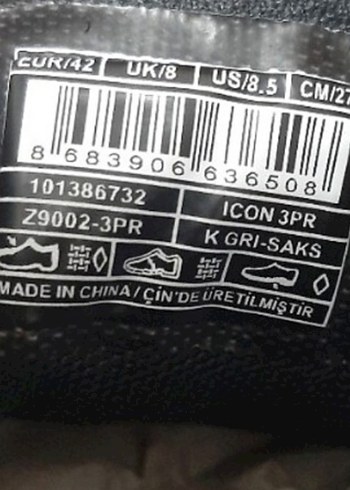 EUR/42 UK/8 US/8.5 CM/27
8 683906 636508
101386732 ICON 3PR
Z9002-3PR K GRI-SAKS
MADE IN CHINA / ÇİN'DE ÜRETİLMİŞTİR